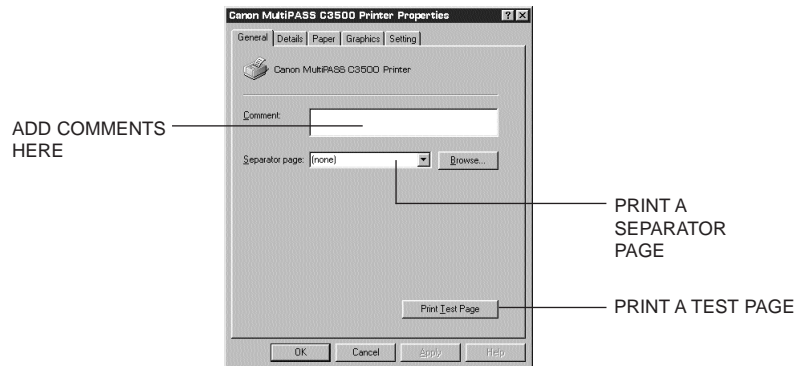 Canon MultiPASS C3500 Printer Properties
General Details Paper Graphics Setting
Canon MultiPASS C3500 Printer
Comment:
ADD COMMENTS
HERE
Separator page: (none) Browse...
PRINT A
SEPARATOR
PAGE
Print Test Page
PRINT A TEST PAGE
OK Cancel Apply Help